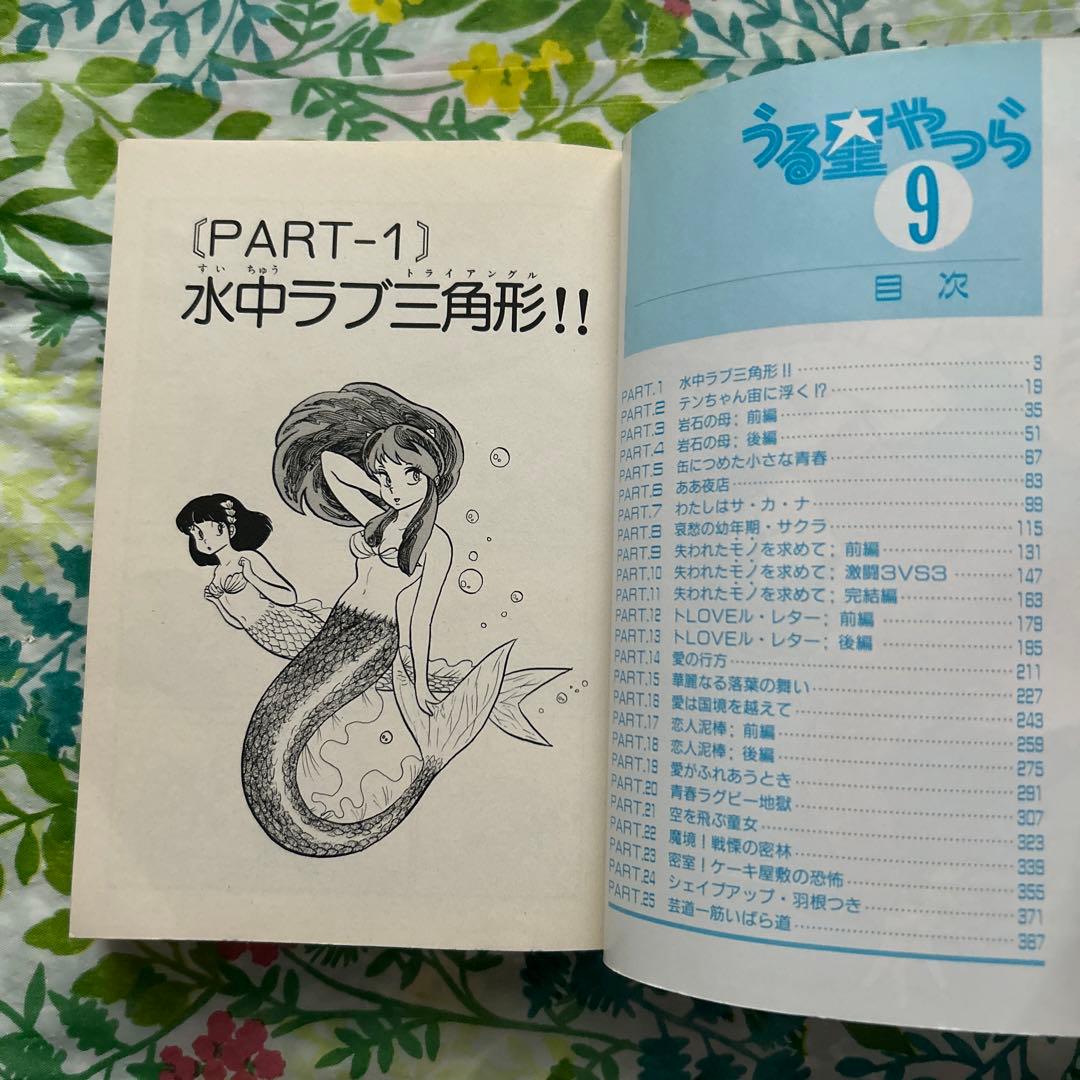 うる星やつら
9
目次
PART.1 水中ラブ三角形!! 3
PART.2 テンちゃん宙に浮く!? 19
PART.3 岩石の母；前編 35
PART.4 岩石の母；後編 51
PART.5 缶につめた小さな青春 67
PART.6 ああ夜店 83
PART.7 わたしはサ・カ・ナ 99
PART.8 哀愁の幼年期・サクラ 115
PART.9 失われたモノを求めて；前編 131
PART.10 失われたモノを求めて；激闘3VS3 147
PART.11 失われたモノを求めて；完結編 163
PART.12 トLOVEル・レター；前編 179
PART.13 トLOVEル・レター；後編 195
PART.14 愛の行方 211
PART.15 華麗なる落葉の舞い 227
PART.16 愛は国境を越えて 243
PART.17 恋人泥棒；前編 259
PART.18 恋人泥棒；後編 275
PART.19 愛がふれあうとき 291
PART.20 青春ラグビー地獄 307
PART.21 空を飛ぶ童女 323
PART.22 魔境！戦慄の密林 339
PART.23 密室！ケーキ屋敷の恐怖 355
PART.24 シェイプアップ・羽根つき 371
PART.25 芸道一筋いばら道 387
〔PART-1〕
すいちゅう トライアングル
水中ラブ三角形!!